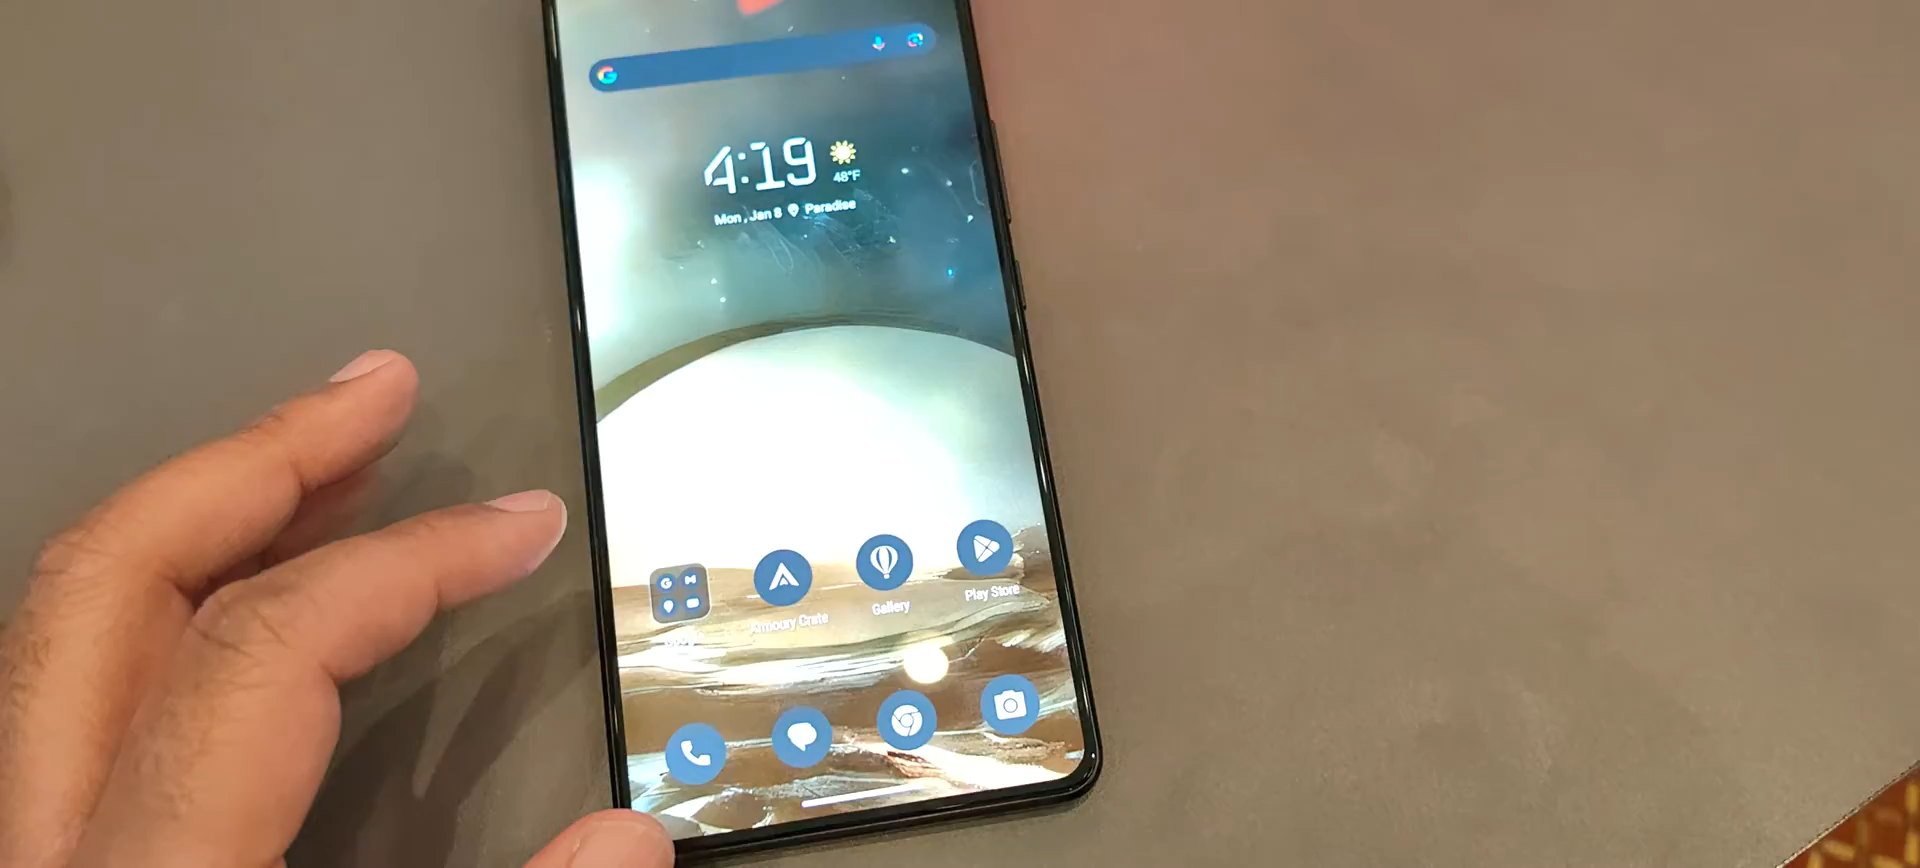 4:19
48°F
Mon, Jan 8 Paradise
Armoury Crate
Gallery
Play Store